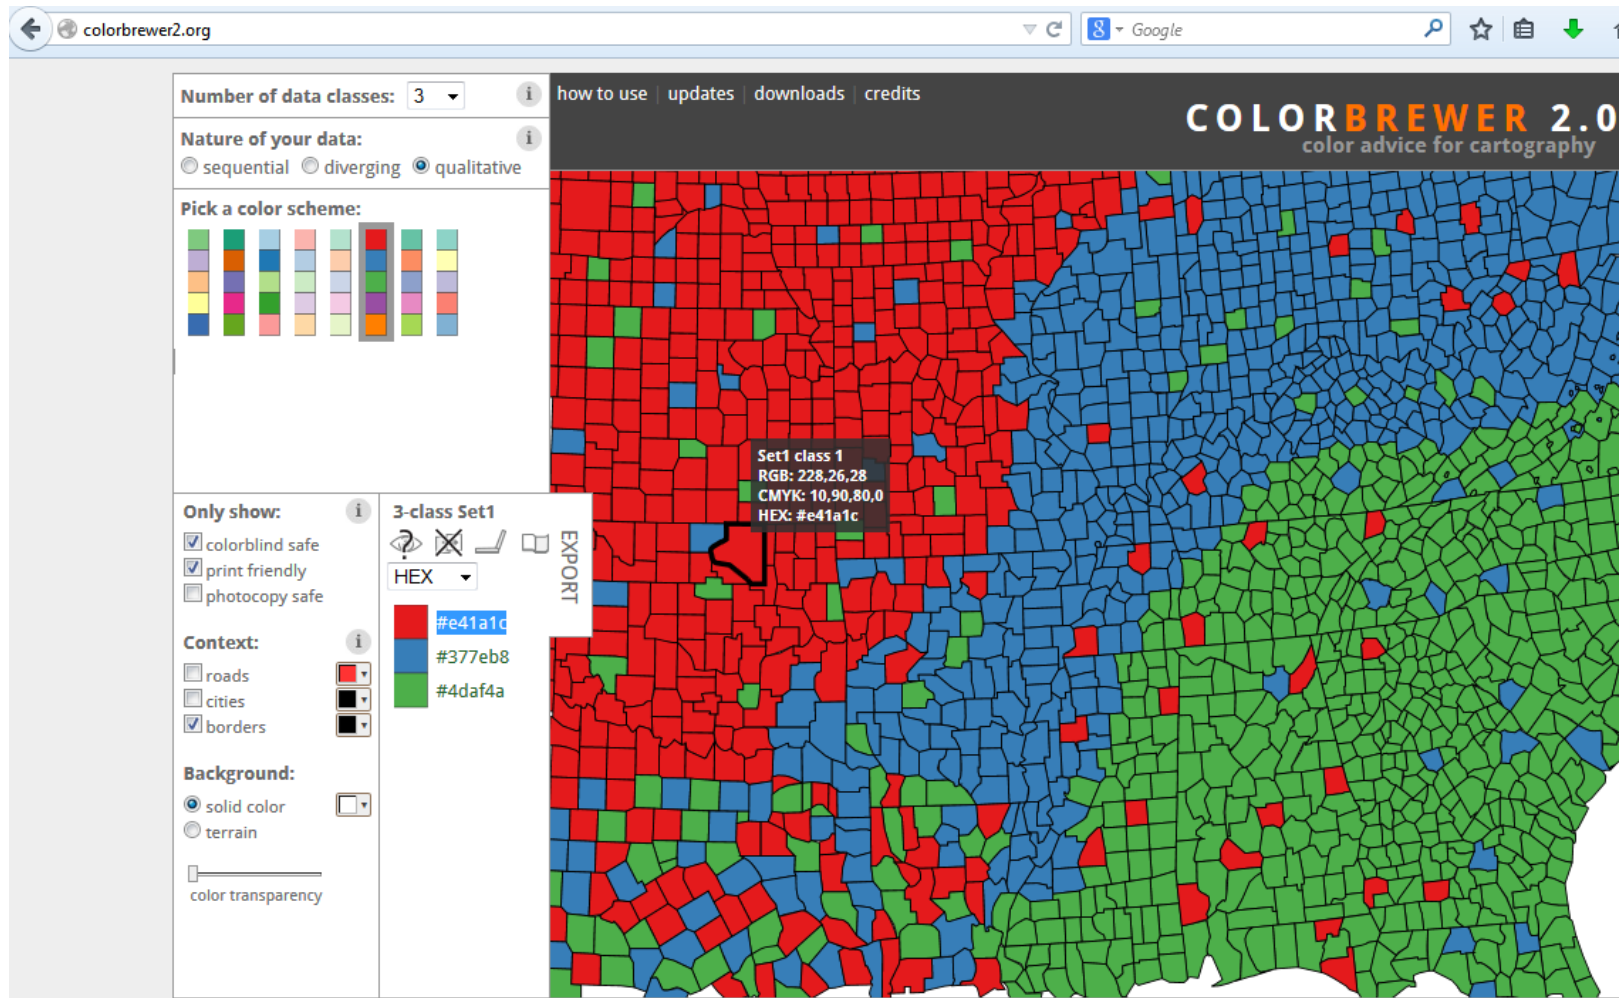 colorbrewer2.org
8
Google
Number of data classes: 3
i
how to use | updates | downloads | credits
COLORBREWER 2.0
color advice for cartography
Nature of your data:
i
sequential diverging qualitative
Pick a color scheme:
Set1 class 1
RGB: 228,26,28
CMYK: 10,90,80,0
HEX: #e41a1c
Only show:
i
colorblind safe
print friendly
photocopy safe
Context:
i
roads
cities
borders
Background:
solid color
terrain
color transparency
3-class Set1
?
HEX
EXPORT
#e41a1c
#377eb8
#4daf4a